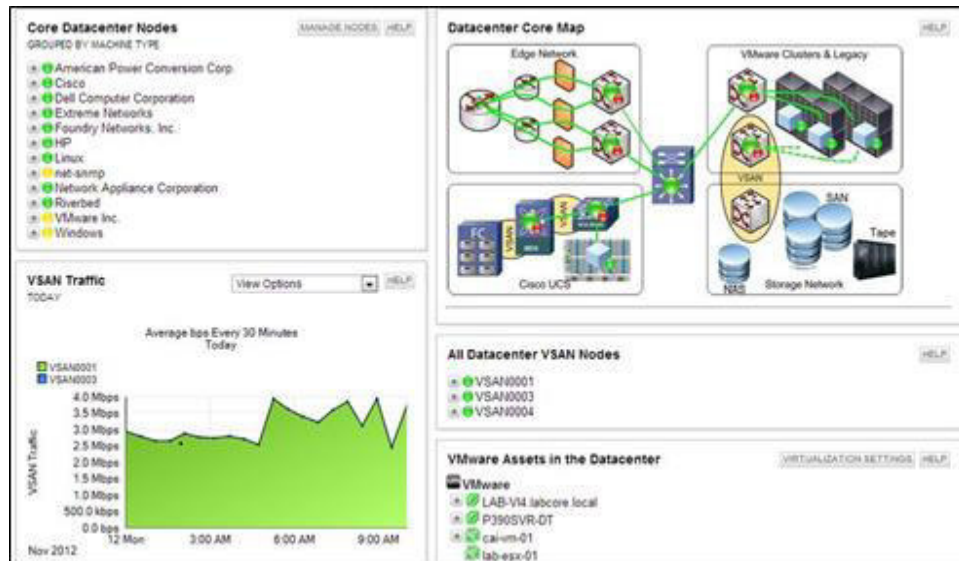 Core Datacenter Nodes
MANAGE NODES HELP
GROUPED BY MACHINE TYPE
American Power Conversion Corp.
Cisco
Dell Computer Corporation
Extreme Networks
Foundry Networks, Inc.
HP
Linux
net-snmp
Network Appliance Corporation
Riverbed
VMware Inc.
Windows
VSAN Traffic
View Options
HELP
TODAY
Average bps Every 30 Minutes
Today
VSAN0001
VSAN0003
4.0 Mbps
3.5 Mbps
3.0 Mbps
2.5 Mbps
2.0 Mbps
1.5 Mbps
1.0 Mbps
500.0 kbps
0.0 bps
VSAN Traffic
12 Mon
3:00 AM
6:00 AM
9:00 AM
Nov 2012
Datacenter Core Map
HELP
Edge Network
VMware Clusters & Legacy
VSAN
FC
VSAN
VSAN
Cisco UCS
SAN
Tape
NAS
Storage Network
All Datacenter VSAN Nodes
HELP
VSAN0001
VSAN0003
VSAN0004
VMware Assets in the Datacenter
VIRTUALIZATION SETTINGS HELP
VMware
LAB-VI4.labcore.local
P390SVR-DT
cai-vm-01
lab-esx-01